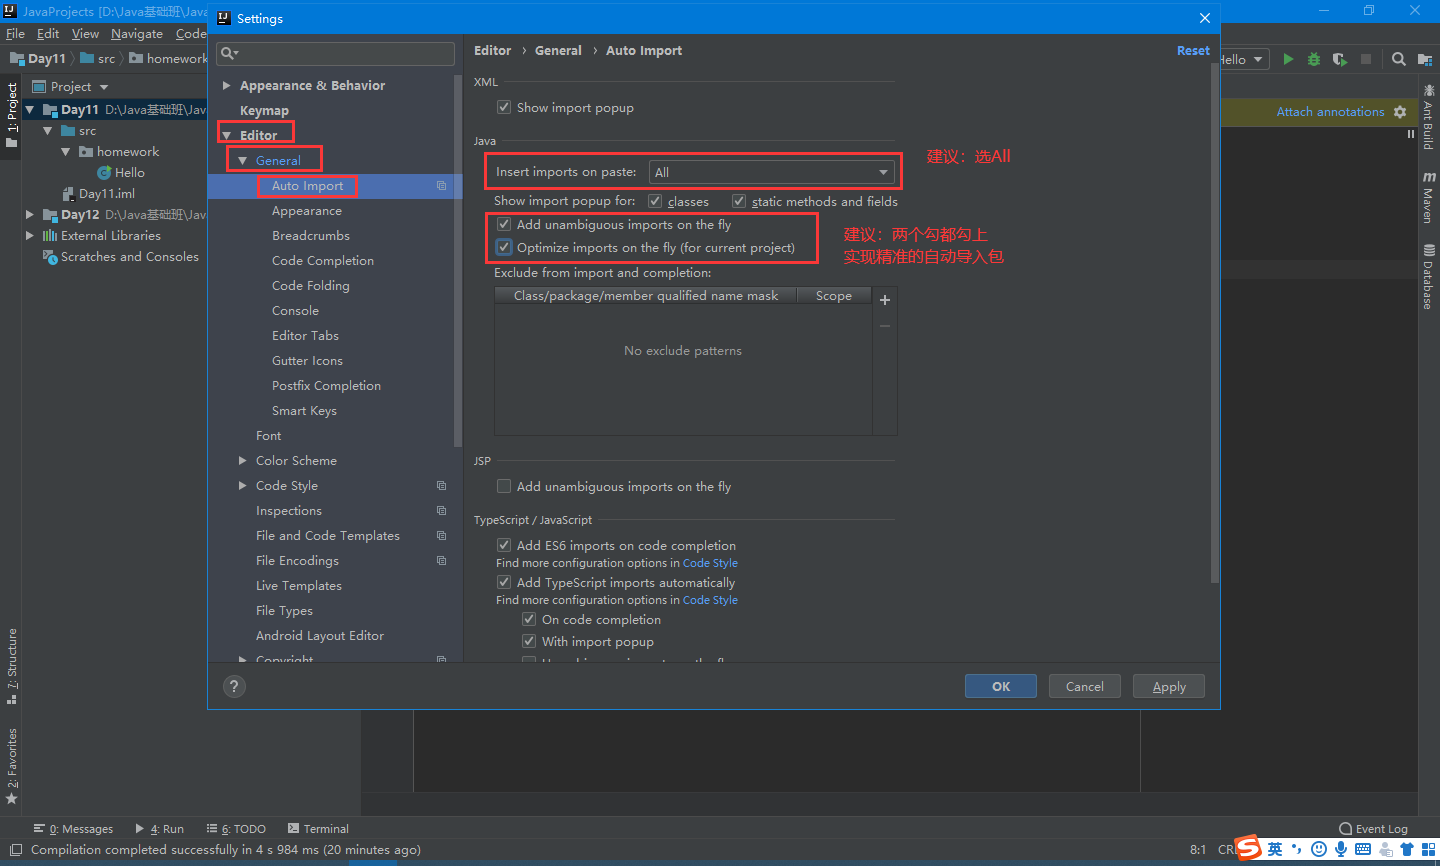 JavaProjects [D:\Java基础班\Java
Settings
File Edit View Navigate Code
Day11 src homework
Hello
Project
Day11 D:\Java基础班\Jav
src
homework
Hello
Day11.iml
Day12 D:\Java基础班\Jav
External Libraries
Scratches and Consoles
1: Project
7: Structure
2: Favorites
Appearance & Behavior
Keymap
Editor
General
Auto Import
Appearance
Breadcrumbs
Code Completion
Code Folding
Console
Editor Tabs
Gutter Icons
Postfix Completion
Smart Keys
Font
Color Scheme
Code Style
Inspections
File and Code Templates
File Encodings
Live Templates
File Types
Android Layout Editor
Copyright
Editor › General › Auto Import
Reset
XML
Show import popup
Java
Insert imports on paste: All
建议：选All
Show import popup for: classes static methods and fields
Add unambiguous imports on the fly
Optimize imports on the fly (for current project)
建议：两个勾都勾上
实现精准的自动导入包
Exclude from import and completion:
Class/package/member qualified name mask Scope
No exclude patterns
JSP
Add unambiguous imports on the fly
TypeScript / JavaScript
Add ES6 imports on code completion
Find more configuration options in Code Style
Add TypeScript imports automatically
Find more configuration options in Code Style
On code completion
With import popup
? OK Cancel Apply
Attach annotations
Ant Build
m Maven
Database
0: Messages 4: Run 6: TODO Terminal
Event Log
Compilation completed successfully in 4 s 984 ms (20 minutes ago)
8:1
S 英